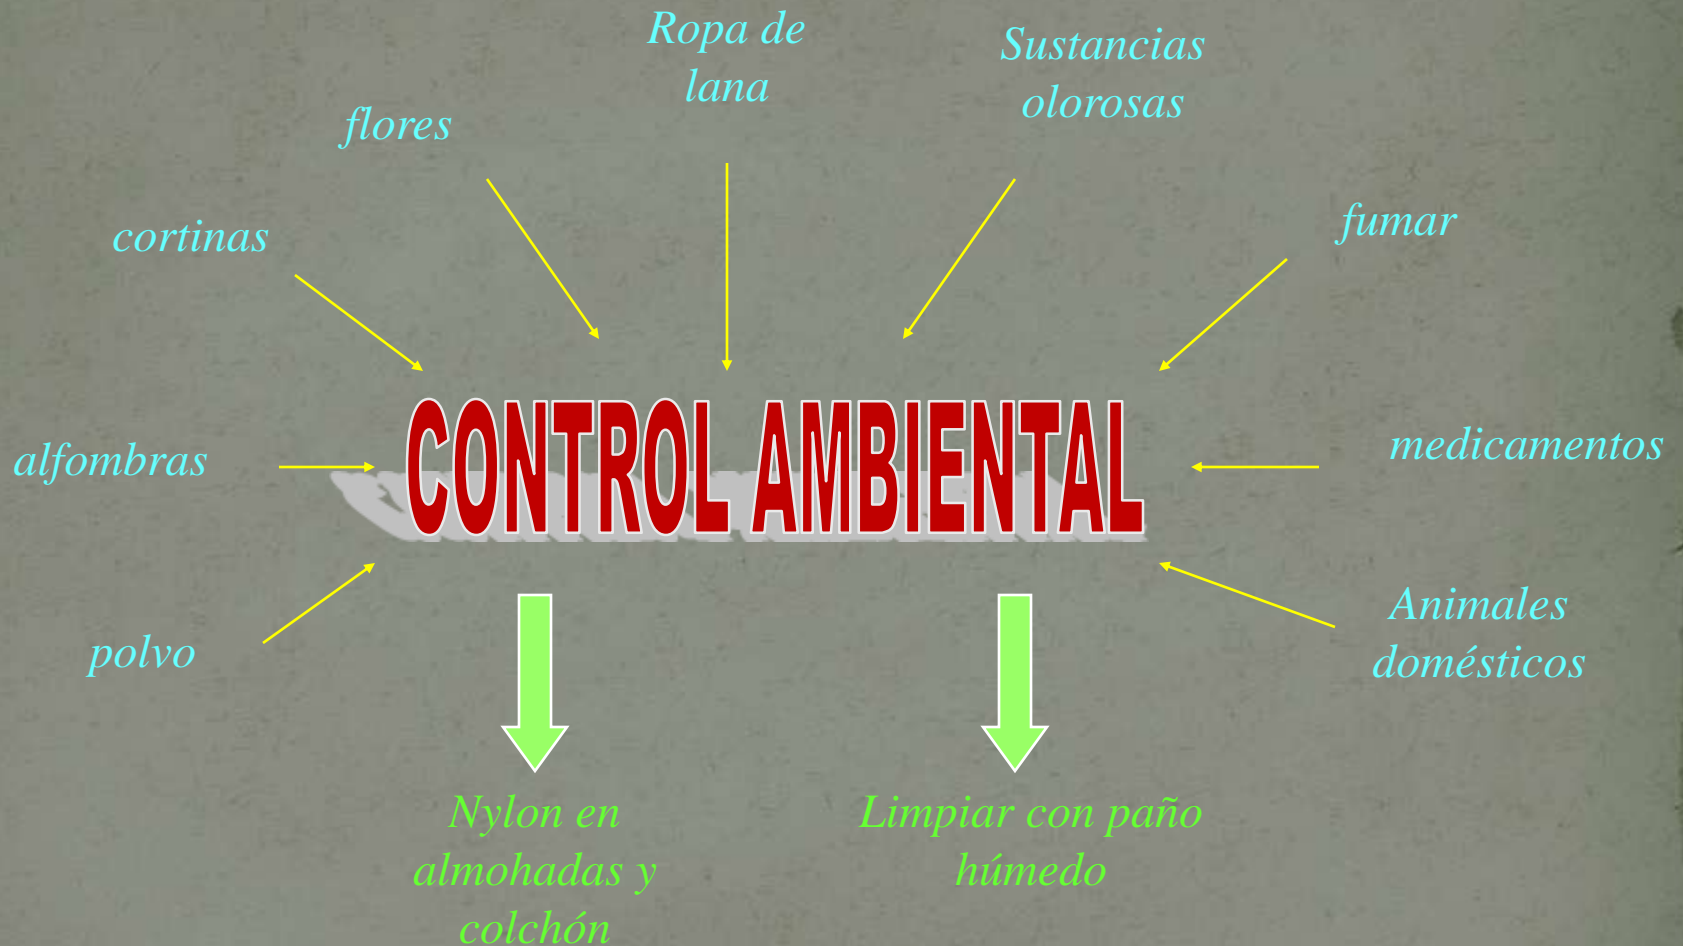 Ropa de
lana
Sustancias
olorosas
flores
fumar
cortinas
CONTROL AMBIENTAL
alfombras
medicamentos
polvo
Animales
domésticos
Nylon en
almohadas y
colchón
Limpiar con paño
húmedo